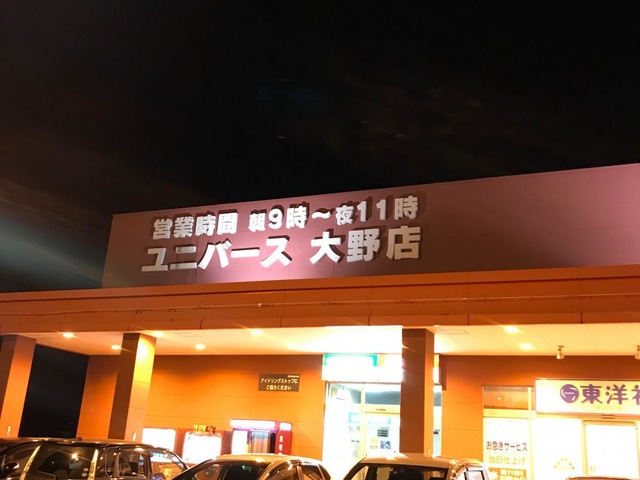 営業時間 朝9時～夜11時
ユニバース 大野店
アイドリングストップに
ご協力ください
東洋
お急ぎサービス
当日仕上げ